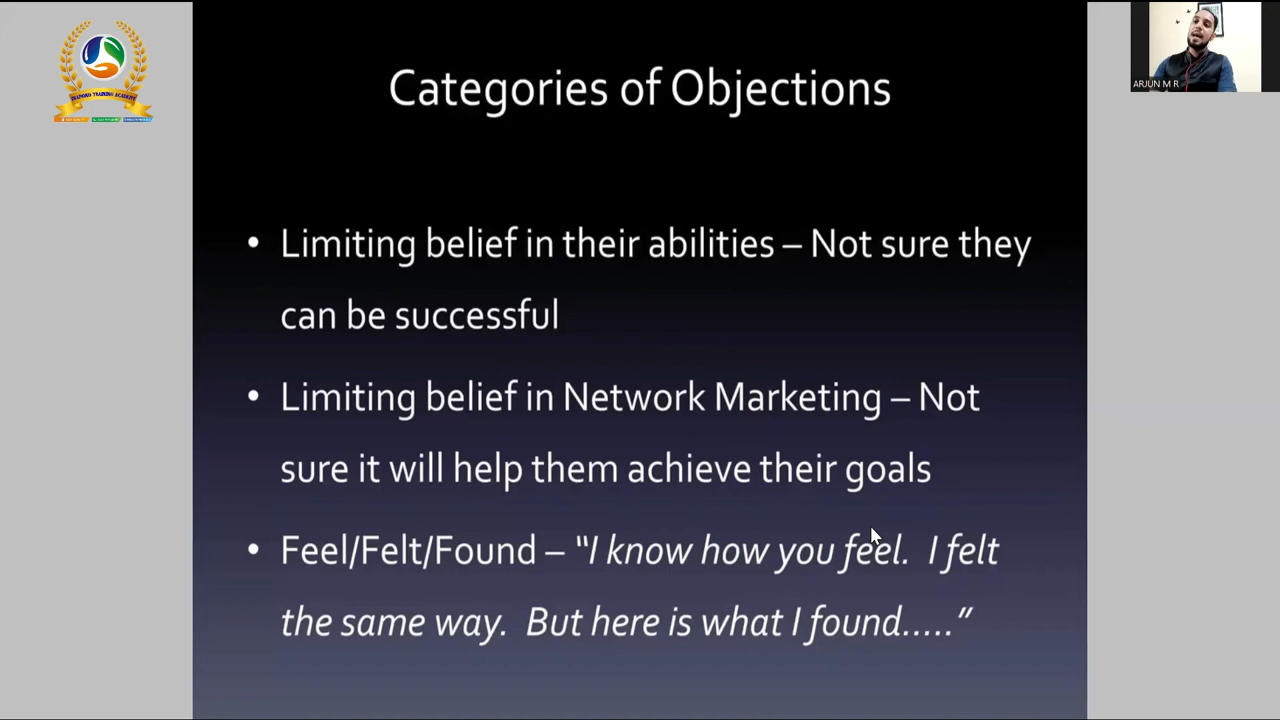 Categories of Objections
ARJUN M R
• Limiting belief in their abilities – Not sure they
can be successful
• Limiting belief in Network Marketing – Not
sure it will help them achieve their goals
• Feel/Felt/Found – “I know how you feel.  I felt
the same way.  But here is what I found…..”